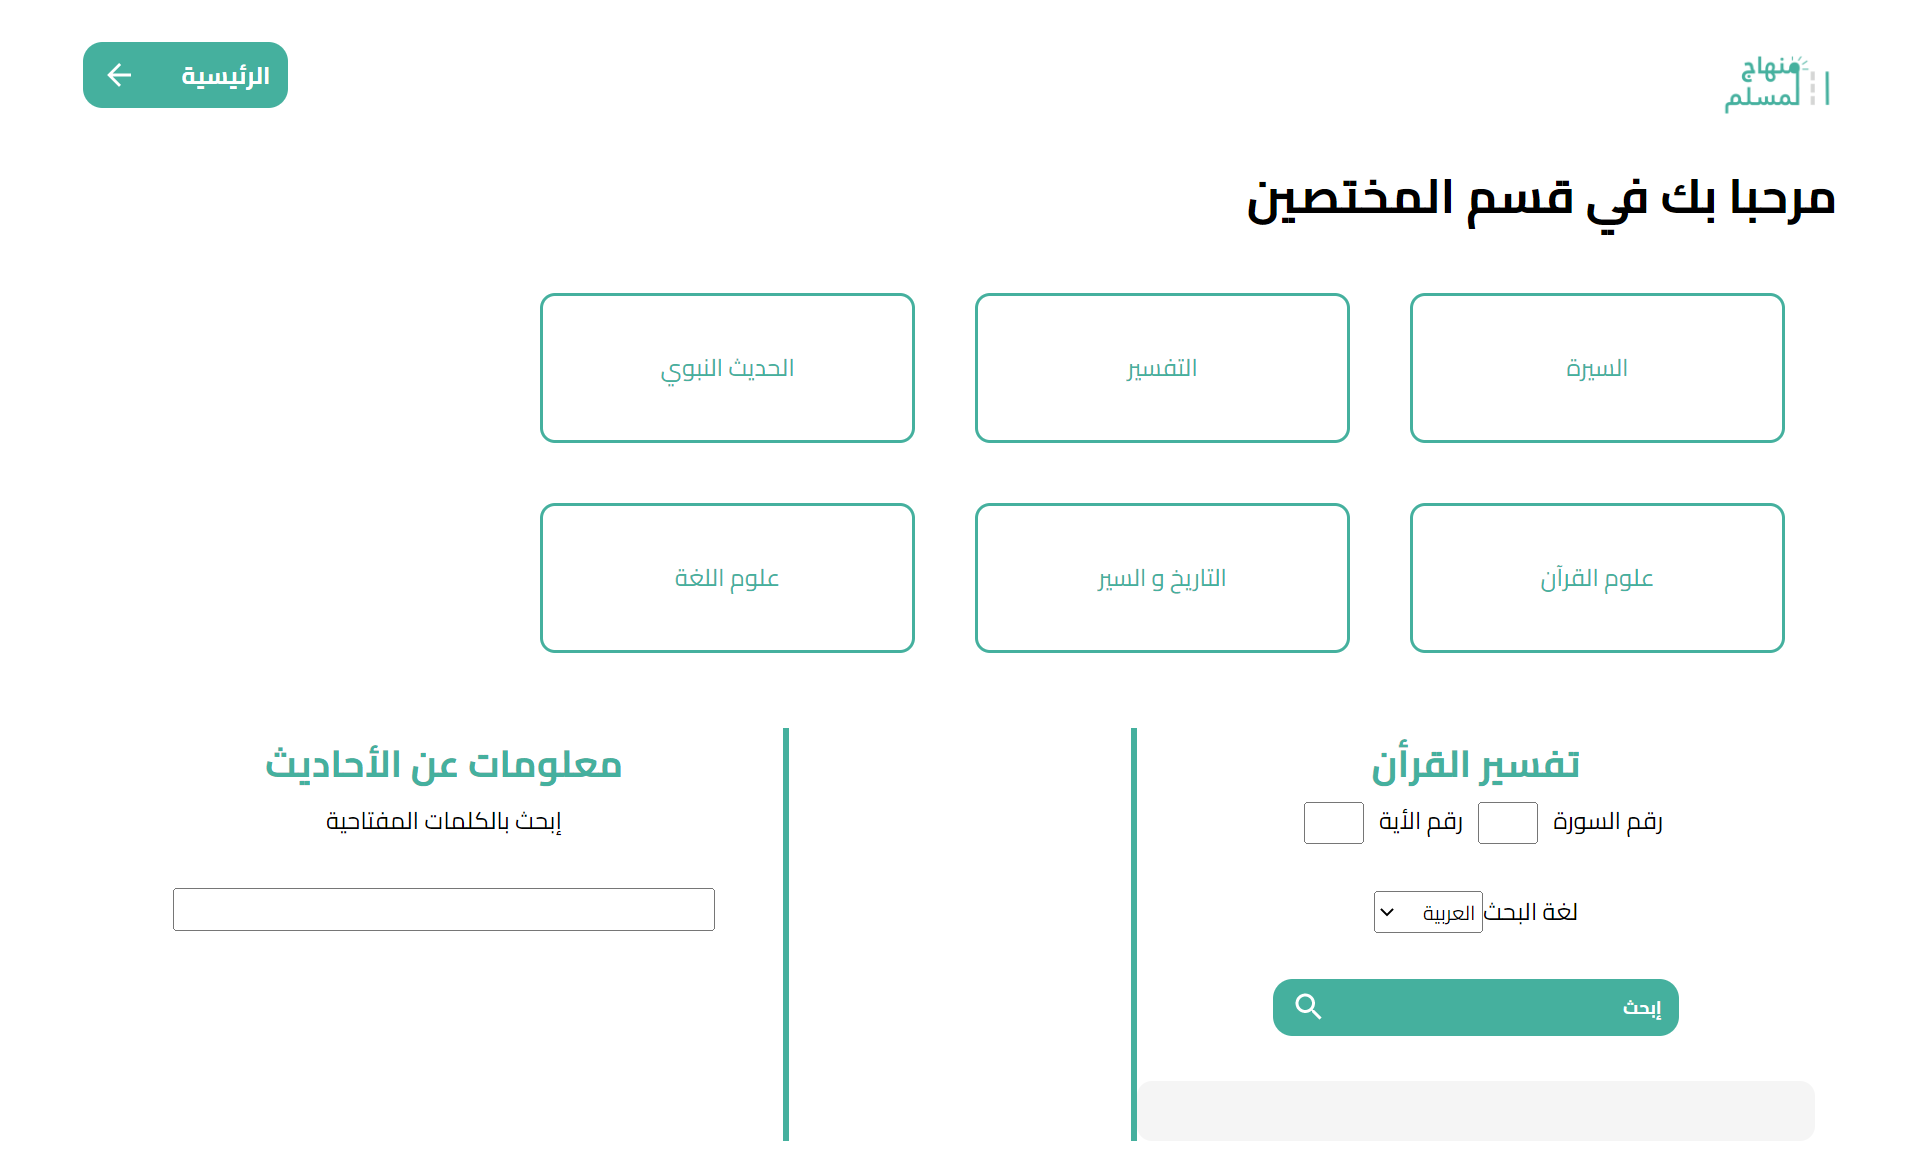 منهاج
المسلم
الرئيسية
مرحبا بك في قسم المختصين
السيرة
التفسير
الحديث النبوي
علوم القرآن
التاريخ و السير
علوم اللغة
تفسير القرأن
رقم السورة
رقم الأية
لغة البحث
العربية
إبحث
معلومات عن الأحاديث
إبحث بالكلمات المفتاحية